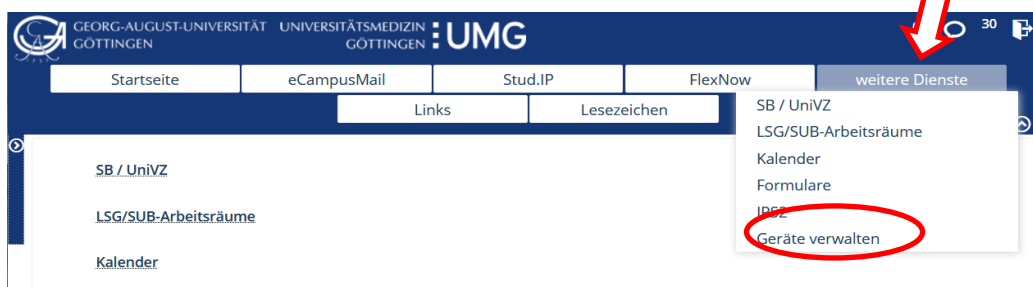 GEORG-AUGUST-UNIVERSITÄT
GÖTTINGEN
UNIVERSITÄTSMEDIZIN
GÖTTINGEN
UMG
30
Startseite
eCampusMail
Stud.IP
FlexNow
weitere Dienste
Links
Lesezeichen
SB / UniVZ
LSG/SUB-Arbeitsräume
Kalender
Formulare
IPS2
Geräte verwalten
SB / UniVZ
LSG/SUB-Arbeitsräume
Kalender